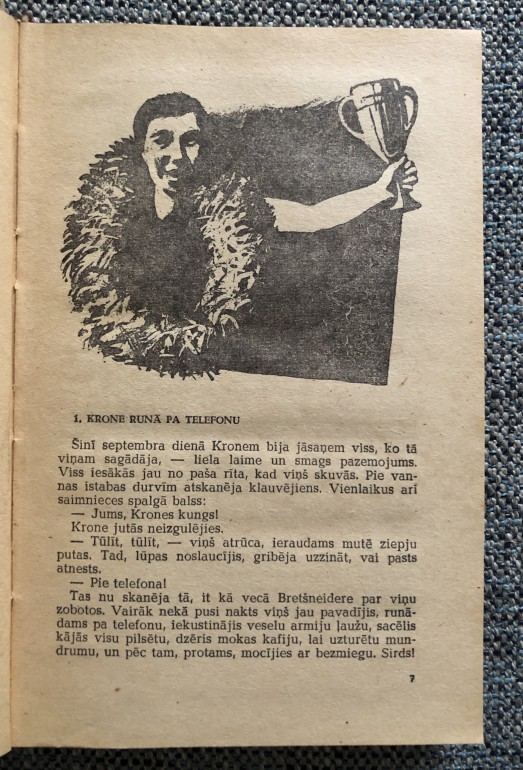 1. KRONE RUNĀ PA TELEFONU
Šinī septembra dienā Kronem bija jāsaņem viss, ko tā
viņam sagādāja, — liela laime un smags pazemojums.
Viss iesākās jau no paša rīta, kad viņš skuvās. Pie van-
nas istabas durvīm atskanēja klauvējiens. Vienlaikus arī
saimnieces spalgā balss:
— Jums, Krones kungs!
Krone jutās neizgulējies.
— Tūlīt, tūlīt, — viņš atrūca, ieraudams mutē ziepju
putas. Tad, lūpas noslaucījis, gribēja uzzināt, vai pasts
atnests.
— Pie telefona!
Tas nu skanēja tā, it kā vecā Bretšneidere par viņu
zobotos. Vairāk nekā pusi nakts viņš jau pavadījis, runā-
dams pa telefonu, iekustinājis veselu armiju ļaužu, sacēlis
kājās visu pilsētu, dzēris mokas kafiju, lai uzturētu mun-
drumu, un pēc tam, protams, mocījies ar bezmiegu. Sirds!
7